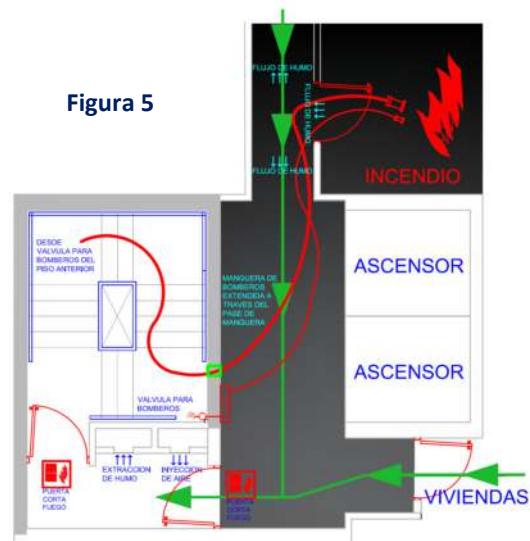 Figura 5
FLUJO DE HUMO
FLUJO DE HUMO
FLUJO DE HUMO
INCENDIO
DESDE
VALVULA PARA
BOMBEROS DEL
PISO ANTERIOR
MANGUERA DE
BOMBEROS
EXTENDIDA A
TRAVÉS DEL
PASE DE
MANGUERA
ASCENSOR
ASCENSOR
VALVULA PARA
BOMBEROS
EXTRACCION
DE HUMO
INYECCION
DE AIRE
PUERTA
CORTA
FUEGO
PUERTA
CORTA
FUEGO
VIVIENDAS